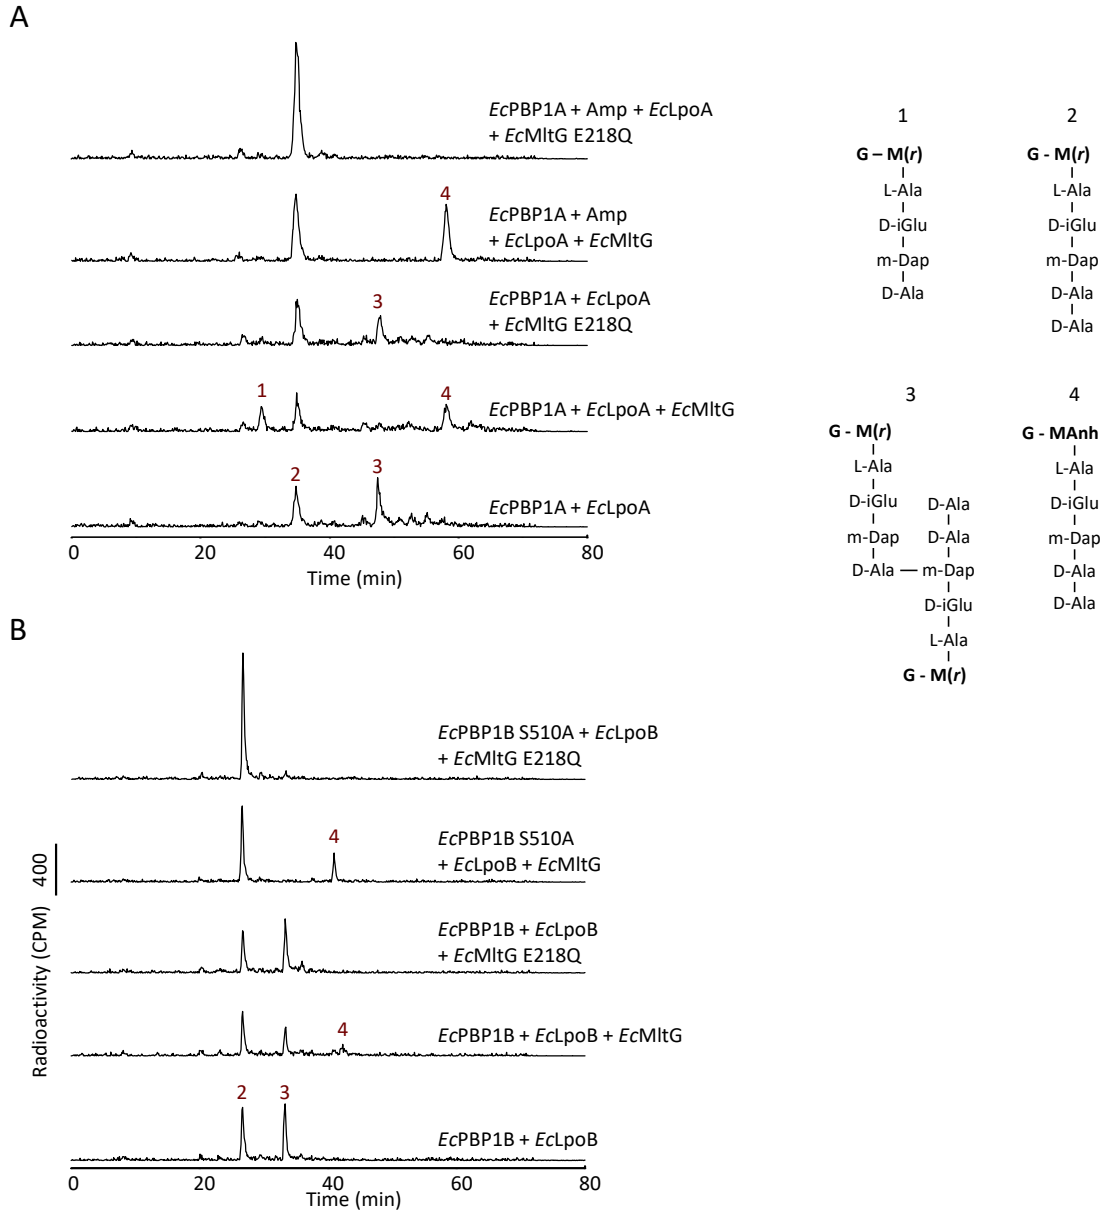 A
EcPBP1A + Amp + EcLpoA
+ EcMltG E218Q
4
EcPBP1A + Amp
+ EcLpoA + EcMltG
3
EcPBP1A + EcLpoA
+ EcMltG E218Q
1
4
EcPBP1A + EcLpoA + EcMltG
2
3
EcPBP1A + EcLpoA
0
20
40
60
80
Time (min)
1
G – M(r)
L-Ala
D-iGlu
m-Dap
D-Ala
2
G - M(r)
L-Ala
D-iGlu
m-Dap
D-Ala
D-Ala
3
G - M(r)
L-Ala
D-iGlu
m-Dap
D-Ala — m-Dap
D-Ala
D-Ala
D-iGlu
L-Ala
G - M(r)
4
G - MAnh
L-Ala
D-iGlu
m-Dap
D-Ala
D-Ala
B
EcPBP1B S510A + EcLpoB
+ EcMltG E218Q
4
EcPBP1B S510A
+ EcLpoB + EcMltG
EcPBP1B + EcLpoB
+ EcMltG E218Q
4
EcPBP1B + EcLpoB + EcMltG
2
3
EcPBP1B + EcLpoB
400
Radioactivity (CPM)
0
20
40
60
80
Time (min)